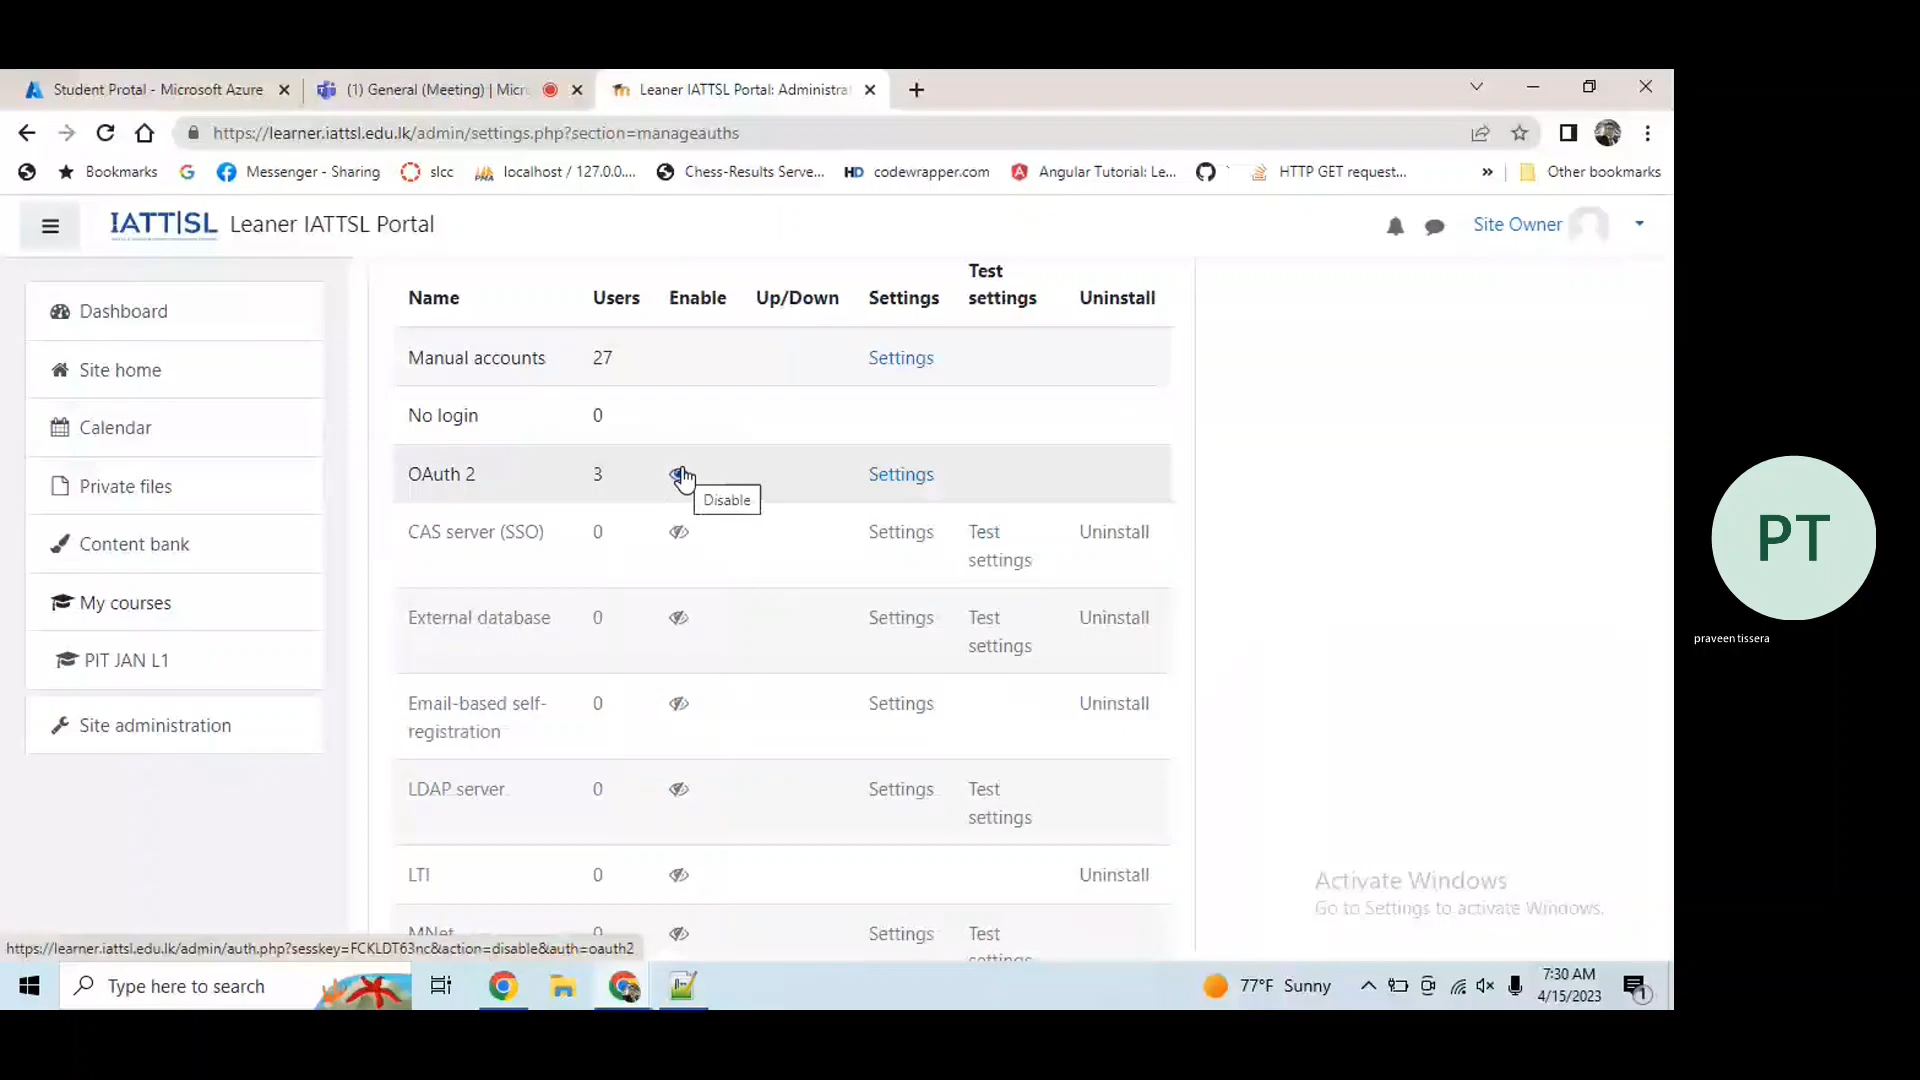 Student Protal - Microsoft Azure
(1) General (Meeting) | Micr
Leaner IATTSL Portal: Administra
https://learner.iattsl.edu.lk/admin/settings.php?section=manageauths
Bookmarks
Messenger - Sharing
slcc
localhost / 127.0.0....
Chess-Results Serve...
HD codewrapper.com
Angular Tutorial: Le...
HTTP GET request...
»
Other bookmarks
IATT|SL Leaner IATTSL Portal
Site Owner
Dashboard
Site home
Calendar
Private files
Content bank
My courses
PIT JAN L1
Site administration
Name Users Enable Up/Down Settings Test settings Uninstall
Manual accounts 27 Settings
No login 0
OAuth 2 3 Settings
Disable
CAS server (SSO) 0 Settings Test settings Uninstall
External database 0 Settings Test settings Uninstall
Email-based self-registration 0 Settings Uninstall
LDAP server 0 Settings Test settings
LTI 0 Uninstall
MNet 0 Settings Test settings
Activate Windows
Go to Settings to activate Windows.
https://learner.iattsl.edu.lk/admin/auth.php?sesskey=FCKLDT63nc&action=disable&auth=oauth2
Type here to search
77°F Sunny
7:30 AM
4/15/2023
1
PT
praveen tissera